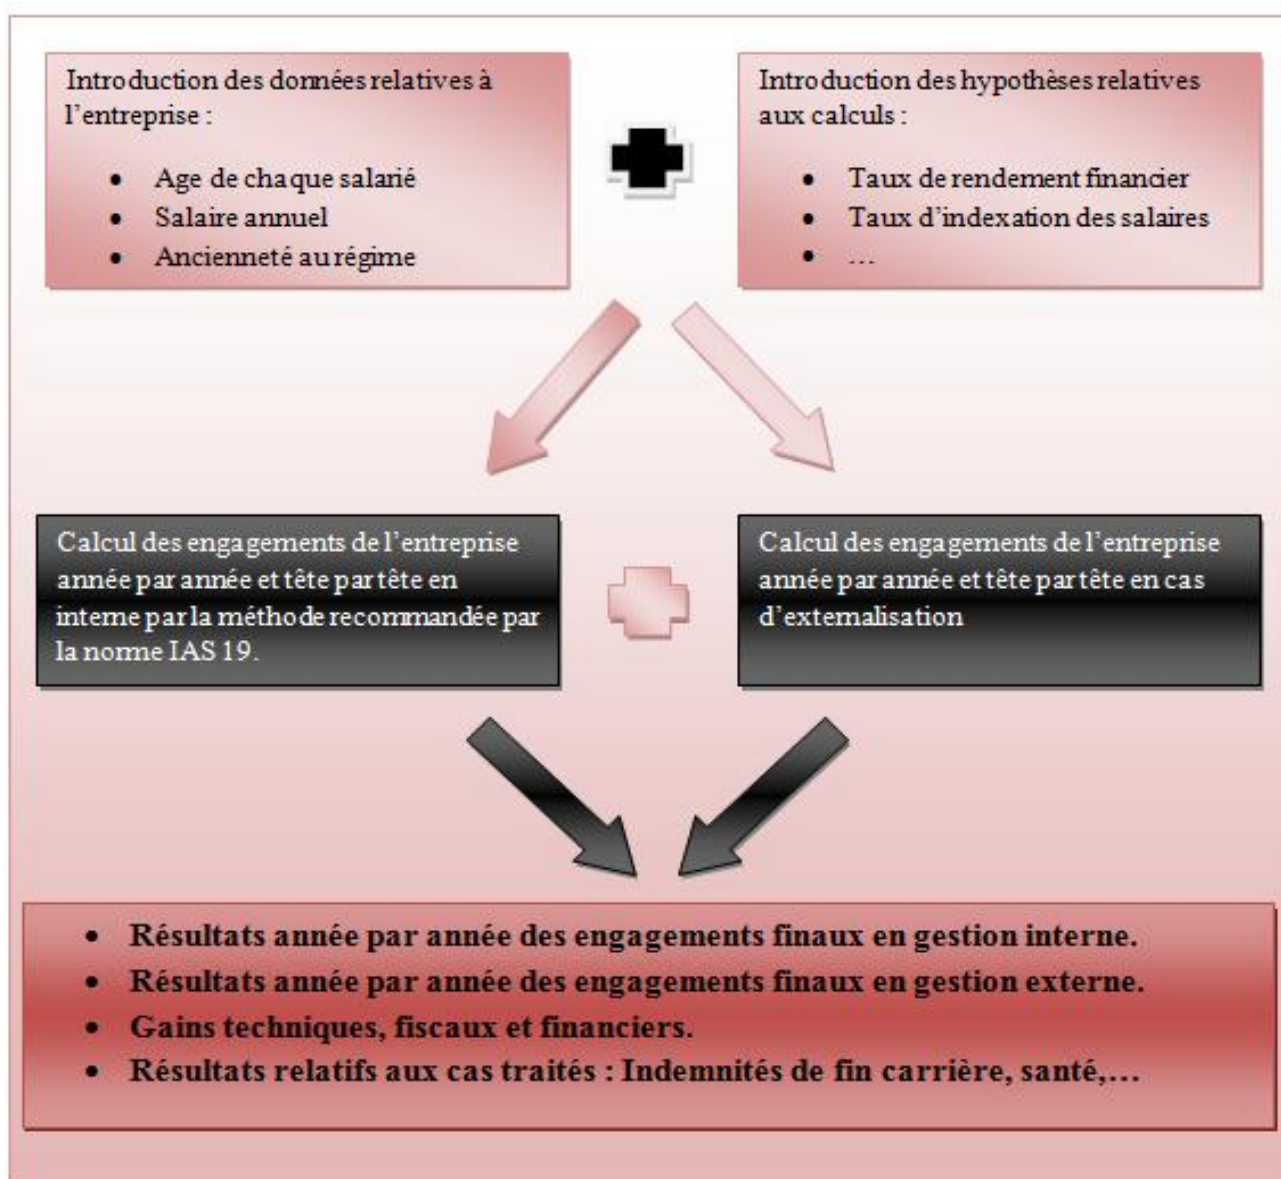 Introduction des données relatives à
l’entreprise :
• Age de chaque salarié
• Salaire annuel
• Ancienneté au régime
Introduction des hypothèses relatives
aux calculs :
• Taux de rendement financier
• Taux d’indexation des salaires
• …
Calcul des engagements de l’entreprise
année par année et tête par tête en
interne par la méthode recommandée par
la norme IAS 19.
Calcul des engagements de l’entreprise
année par année et tête par tête en cas
d’externalisation
• Résultats année par année des engagements finaux en gestion interne.
• Résultats année par année des engagements finaux en gestion externe.
• Gains techniques, fiscaux et financiers.
• Résultats relatifs aux cas traités : Indemnités de fin carrière, santé,…